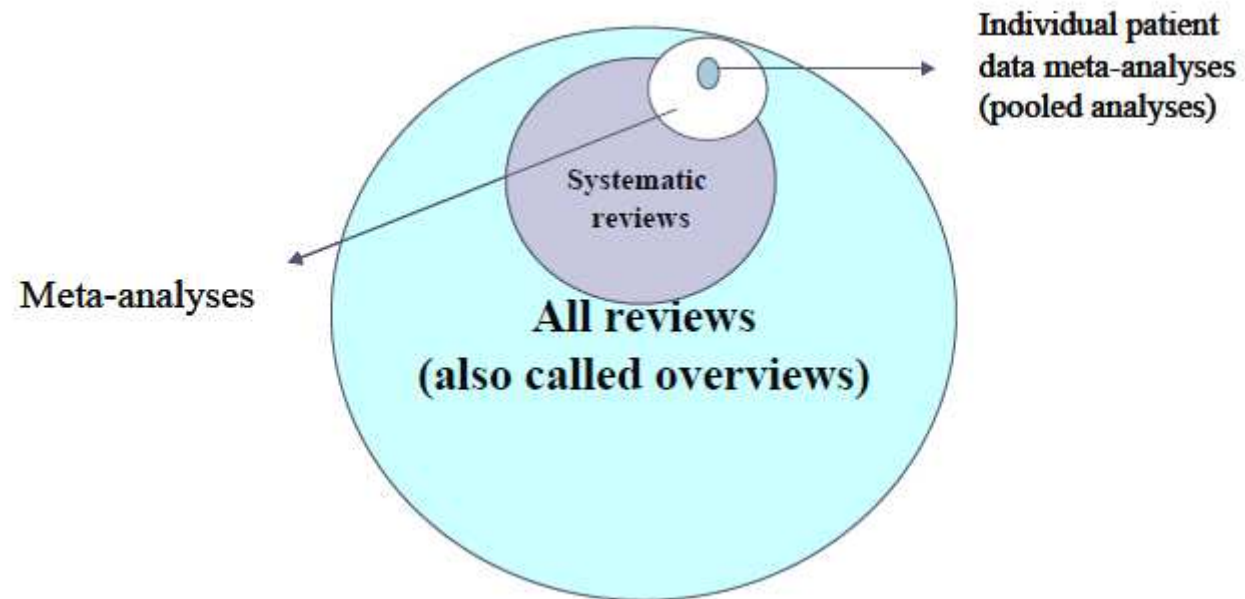 Individual patient
data meta-analyses
(pooled analyses)
Systematic
reviews
Meta-analyses
All reviews
(also called overviews)